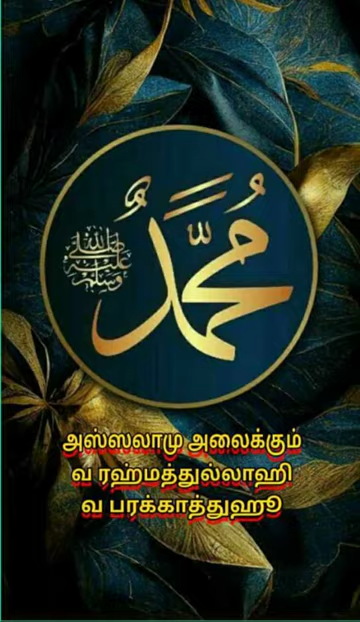 مُحَمَّدٌ
صلى الله عليه وسلم
அஸ்ஸலாமு அலைக்கும்
வ ரஹ்மத்துல்லாஹி
வ பரக்காத்துஹூ